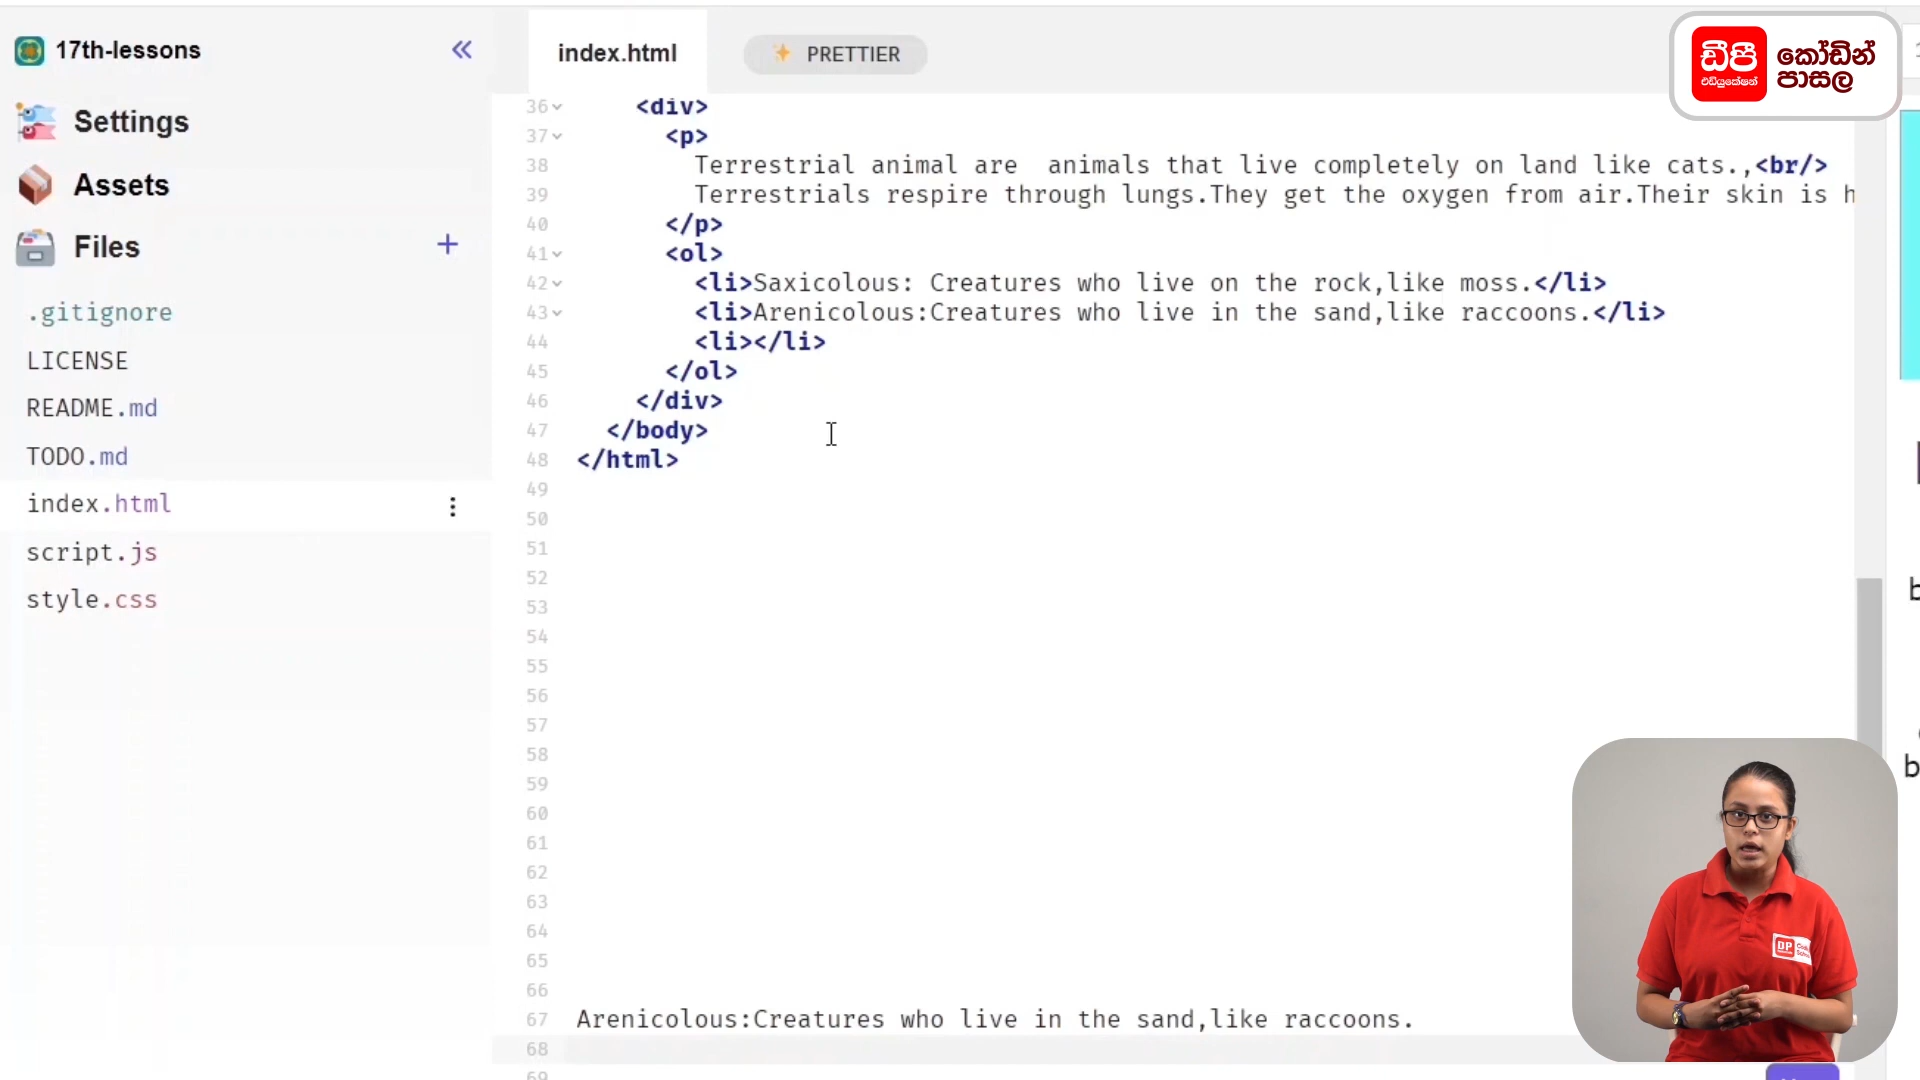 17th-lessons
Settings
Assets
Files
.gitignore
LICENSE
README.md
TODO.md
index.html
script.js
style.css
index.html
PRETTIER
ඩීපී
එඩියුකේෂන්
කෝඩින්
පාසල
36 <div>
37 <p>
38 Terrestrial animal are  animals that live completely on land like cats.,<br/>
39 Terrestrials respire through lungs.They get the oxygen from air.Their skin is h
40 </p>
41 <ol>
42 <li>Saxicolous: Creatures who live on the rock,like moss.</li>
43 <li>Arenicolous:Creatures who live in the sand,like raccoons.</li>
44 <li></li>
45 </ol>
46 </div>
47 </body>
48 </html>
49
50
51
52
53
54
55
56
57
58
59
60
61
62
63
64
65
66
67 Arenicolous:Creatures who live in the sand,like raccoons.
68
69
DP